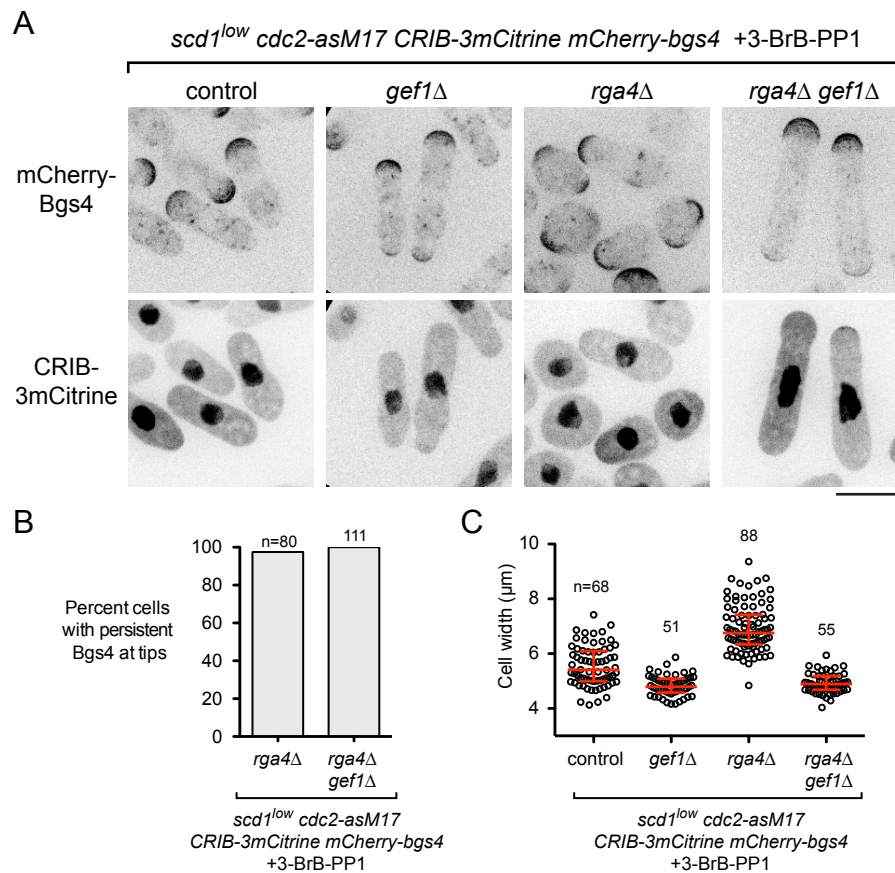 A
scd1low cdc2-asM17 CRIB-3mCitrine mCherry-bgs4 +3-BrB-PP1
control gef1Δ rga4Δ rga4Δ gef1Δ
mCherry-
Bgs4
CRIB-
3mCitrine
B
Percent cells
with persistent
Bgs4 at tips
100
80
60
40
20
0
n=80 111
rga4Δ rga4Δ
gef1Δ
scd1low cdc2-asM17
CRIB-3mCitrine mCherry-bgs4
+3-BrB-PP1
C
Cell width (µm)
10
8
6
4
n=68 51 88 55
control gef1Δ rga4Δ rga4Δ
gef1Δ
scd1low cdc2-asM17
CRIB-3mCitrine mCherry-bgs4
+3-BrB-PP1